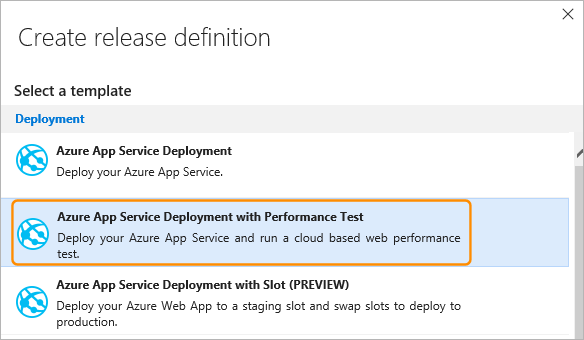 Create release definition
Select a template
Deployment
Azure App Service Deployment
Deploy your Azure App Service.
Azure App Service Deployment with Performance Test
Deploy your Azure App Service and run a cloud based web performance
test.
Azure App Service Deployment with Slot (PREVIEW)
Deploy your Azure Web App to a staging slot and swap slots to deploy to
production.